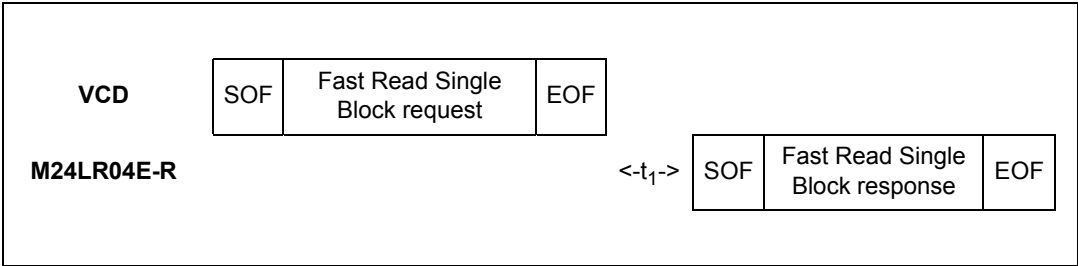 VCD SOF Fast Read Single EOF
Block request
M24LR04E-R <-t1-> SOF Fast Read Single EOF
Block response